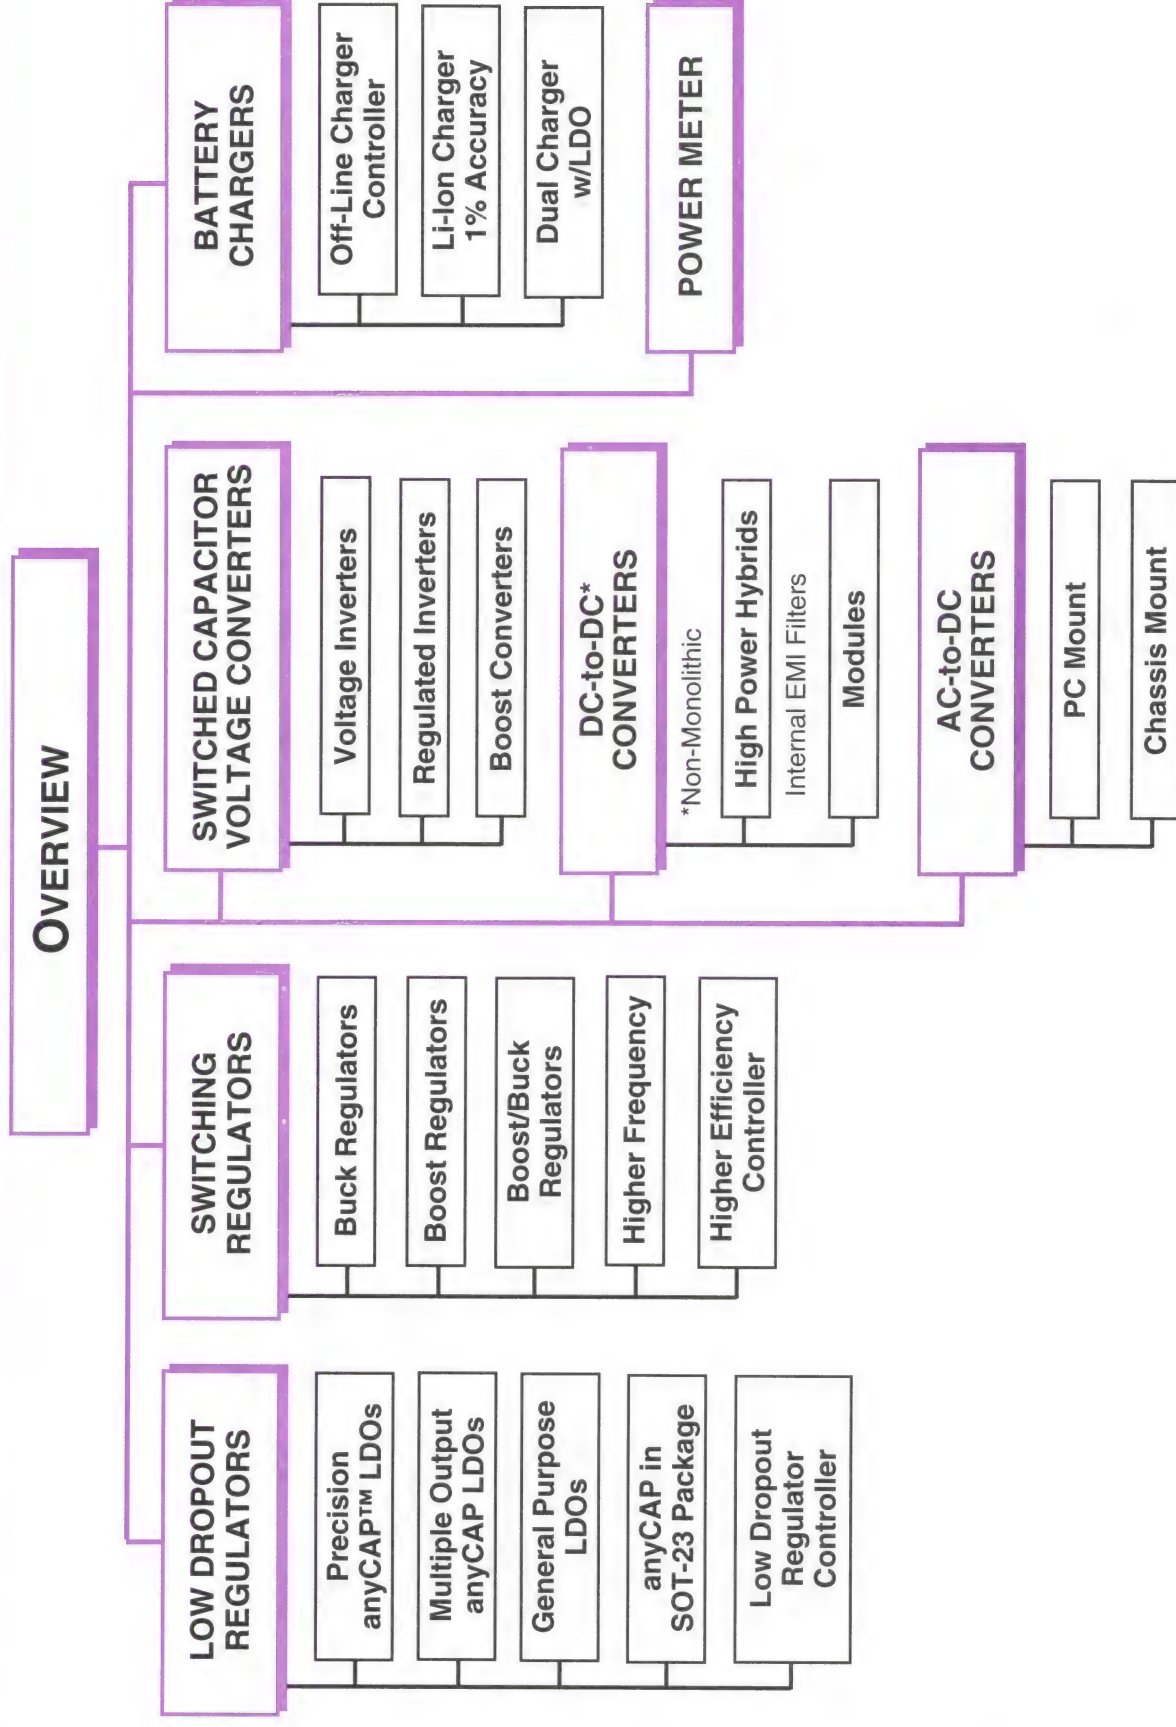 OVERVIEW
LOW DROPOUT
REGULATORS
Precision
anyCAP™ LDOs
Multiple Output
anyCAP LDOs
General Purpose
LDOs
anyCAP in
SOT-23 Package
Low Dropout
Regulator
Controller
SWITCHING
REGULATORS
Buck Regulators
Boost Regulators
Boost/Buck
Regulators
Higher Frequency
Higher Efficiency
Controller
SWITCHED CAPACITOR
VOLTAGE CONVERTERS
Voltage Inverters
Regulated Inverters
Boost Converters
DC-to-DC*
CONVERTERS
*Non-Monolithic
High Power Hybrids
Internal EMI Filters
Modules
AC-to-DC
CONVERTERS
PC Mount
Chassis Mount
BATTERY
CHARGERS
Off-Line Charger
Controller
Li-Ion Charger
1% Accuracy
Dual Charger
w/LDO
POWER METER